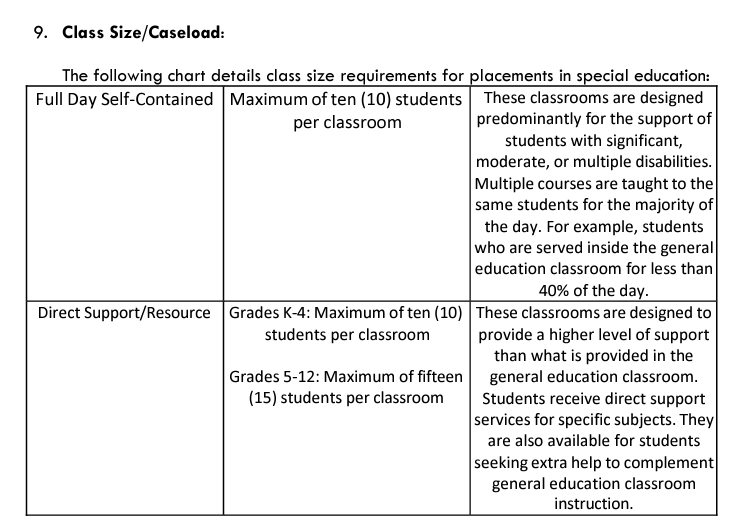 9. Class Size/Caseload:
The following chart details class size requirements for placements in special education:
Full Day Self-Contained
Maximum of ten (10) students
per classroom
These classrooms are designed
predominantly for the support of
students with significant,
moderate, or multiple disabilities.
Multiple courses are taught to the
same students for the majority of
the day. For example, students
who are served inside the general
education classroom for less than
40% of the day.
Direct Support/Resource
Grades K-4: Maximum of ten (10)
students per classroom
Grades 5-12: Maximum of fifteen
(15) students per classroom
These classrooms are designed to
provide a higher level of support
than what is provided in the
general education classroom.
Students receive direct support
services for specific subjects. They
are also available for students
seeking extra help to complement
general education classroom
instruction.